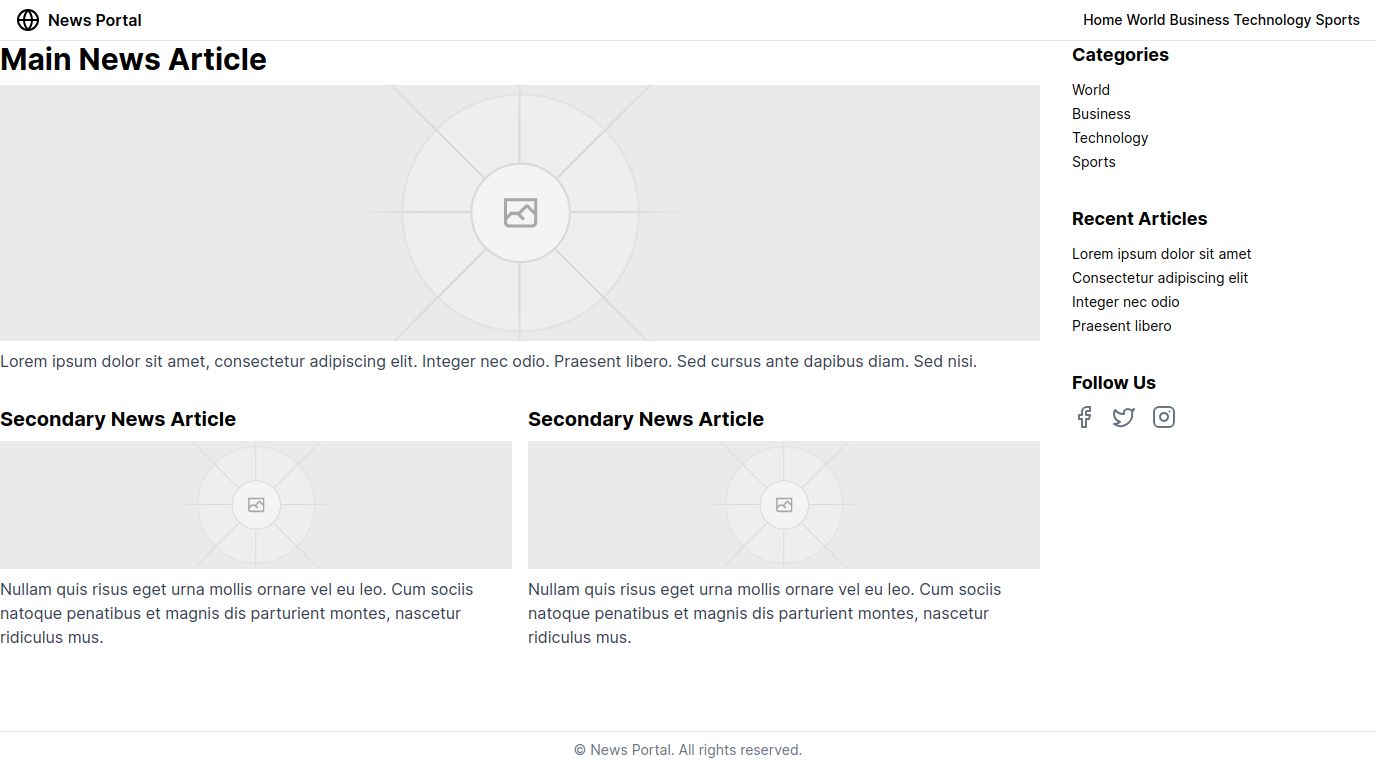 News Portal
Home World Business Technology Sports
Main News Article
Lorem ipsum dolor sit amet, consectetur adipiscing elit. Integer nec odio. Praesent libero. Sed cursus ante dapibus diam. Sed nisi.
Secondary News Article
Nullam quis risus eget urna mollis ornare vel eu leo. Cum sociis
natoque penatibus et magnis dis parturient montes, nascetur
ridiculus mus.
Secondary News Article
Nullam quis risus eget urna mollis ornare vel eu leo. Cum sociis
natoque penatibus et magnis dis parturient montes, nascetur
ridiculus mus.
Categories
World
Business
Technology
Sports
Recent Articles
Lorem ipsum dolor sit amet
Consectetur adipiscing elit
Integer nec odio
Praesent libero
Follow Us
© News Portal. All rights reserved.